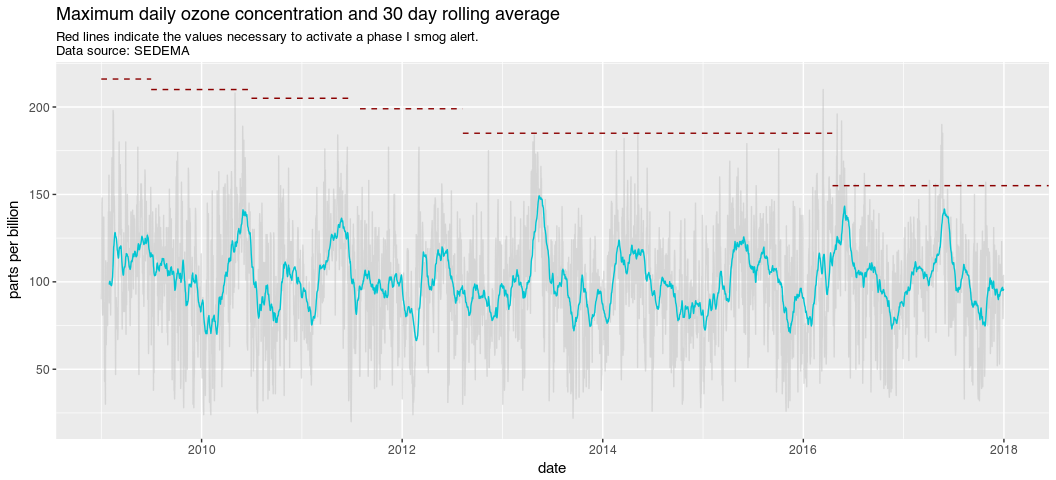 Maximum daily ozone concentration and 30 day rolling average
Red lines indicate the values necessary to activate a phase I smog alert.
Data source: SEDEMA
200
150
100
50
parts per billion
2010
2012
2014
2016
2018
date